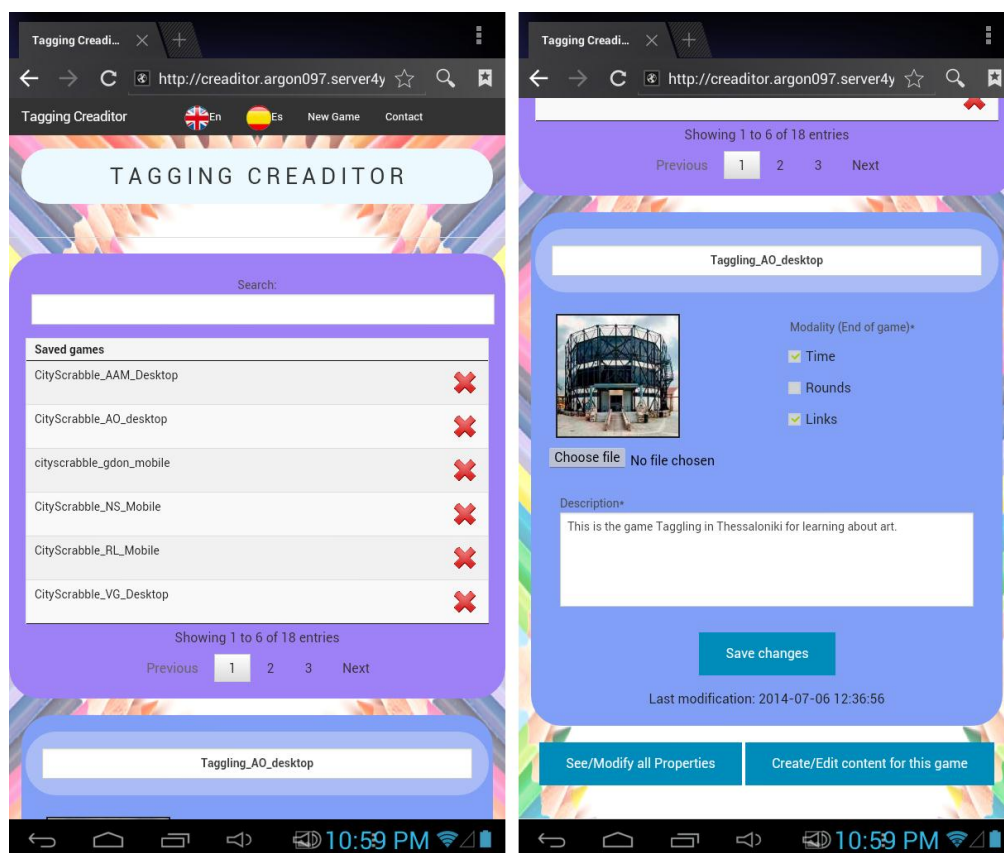 Tagging Creadi...
http://creaditor.argon097.server4y
Tagging Creaditor En Es New Game Contact
TAGGING CREADITOR
Search:
Saved games
CityScrabble_AAM_Desktop
CityScrabble_AO_desktop
cityscrabble_gdon_mobile
CityScrabble_NS_Mobile
CityScrabble_RL_Mobile
CityScrabble_VG_Desktop
Showing 1 to 6 of 18 entries
Previous 1 2 3 Next
Taggling_AO_desktop
10:59 PM
Tagging Creadi...
http://creaditor.argon097.server4y
Showing 1 to 6 of 18 entries
Previous 1 2 3 Next
Taggling_AO_desktop
Modality (End of game)*
Time
Rounds
Links
Choose file No file chosen
Description*
This is the game Taggling in Thessaloniki for learning about art.
Save changes
Last modification: 2014-07-06 12:36:56
See/Modify all Properties Create/Edit content for this game
10:59 PM